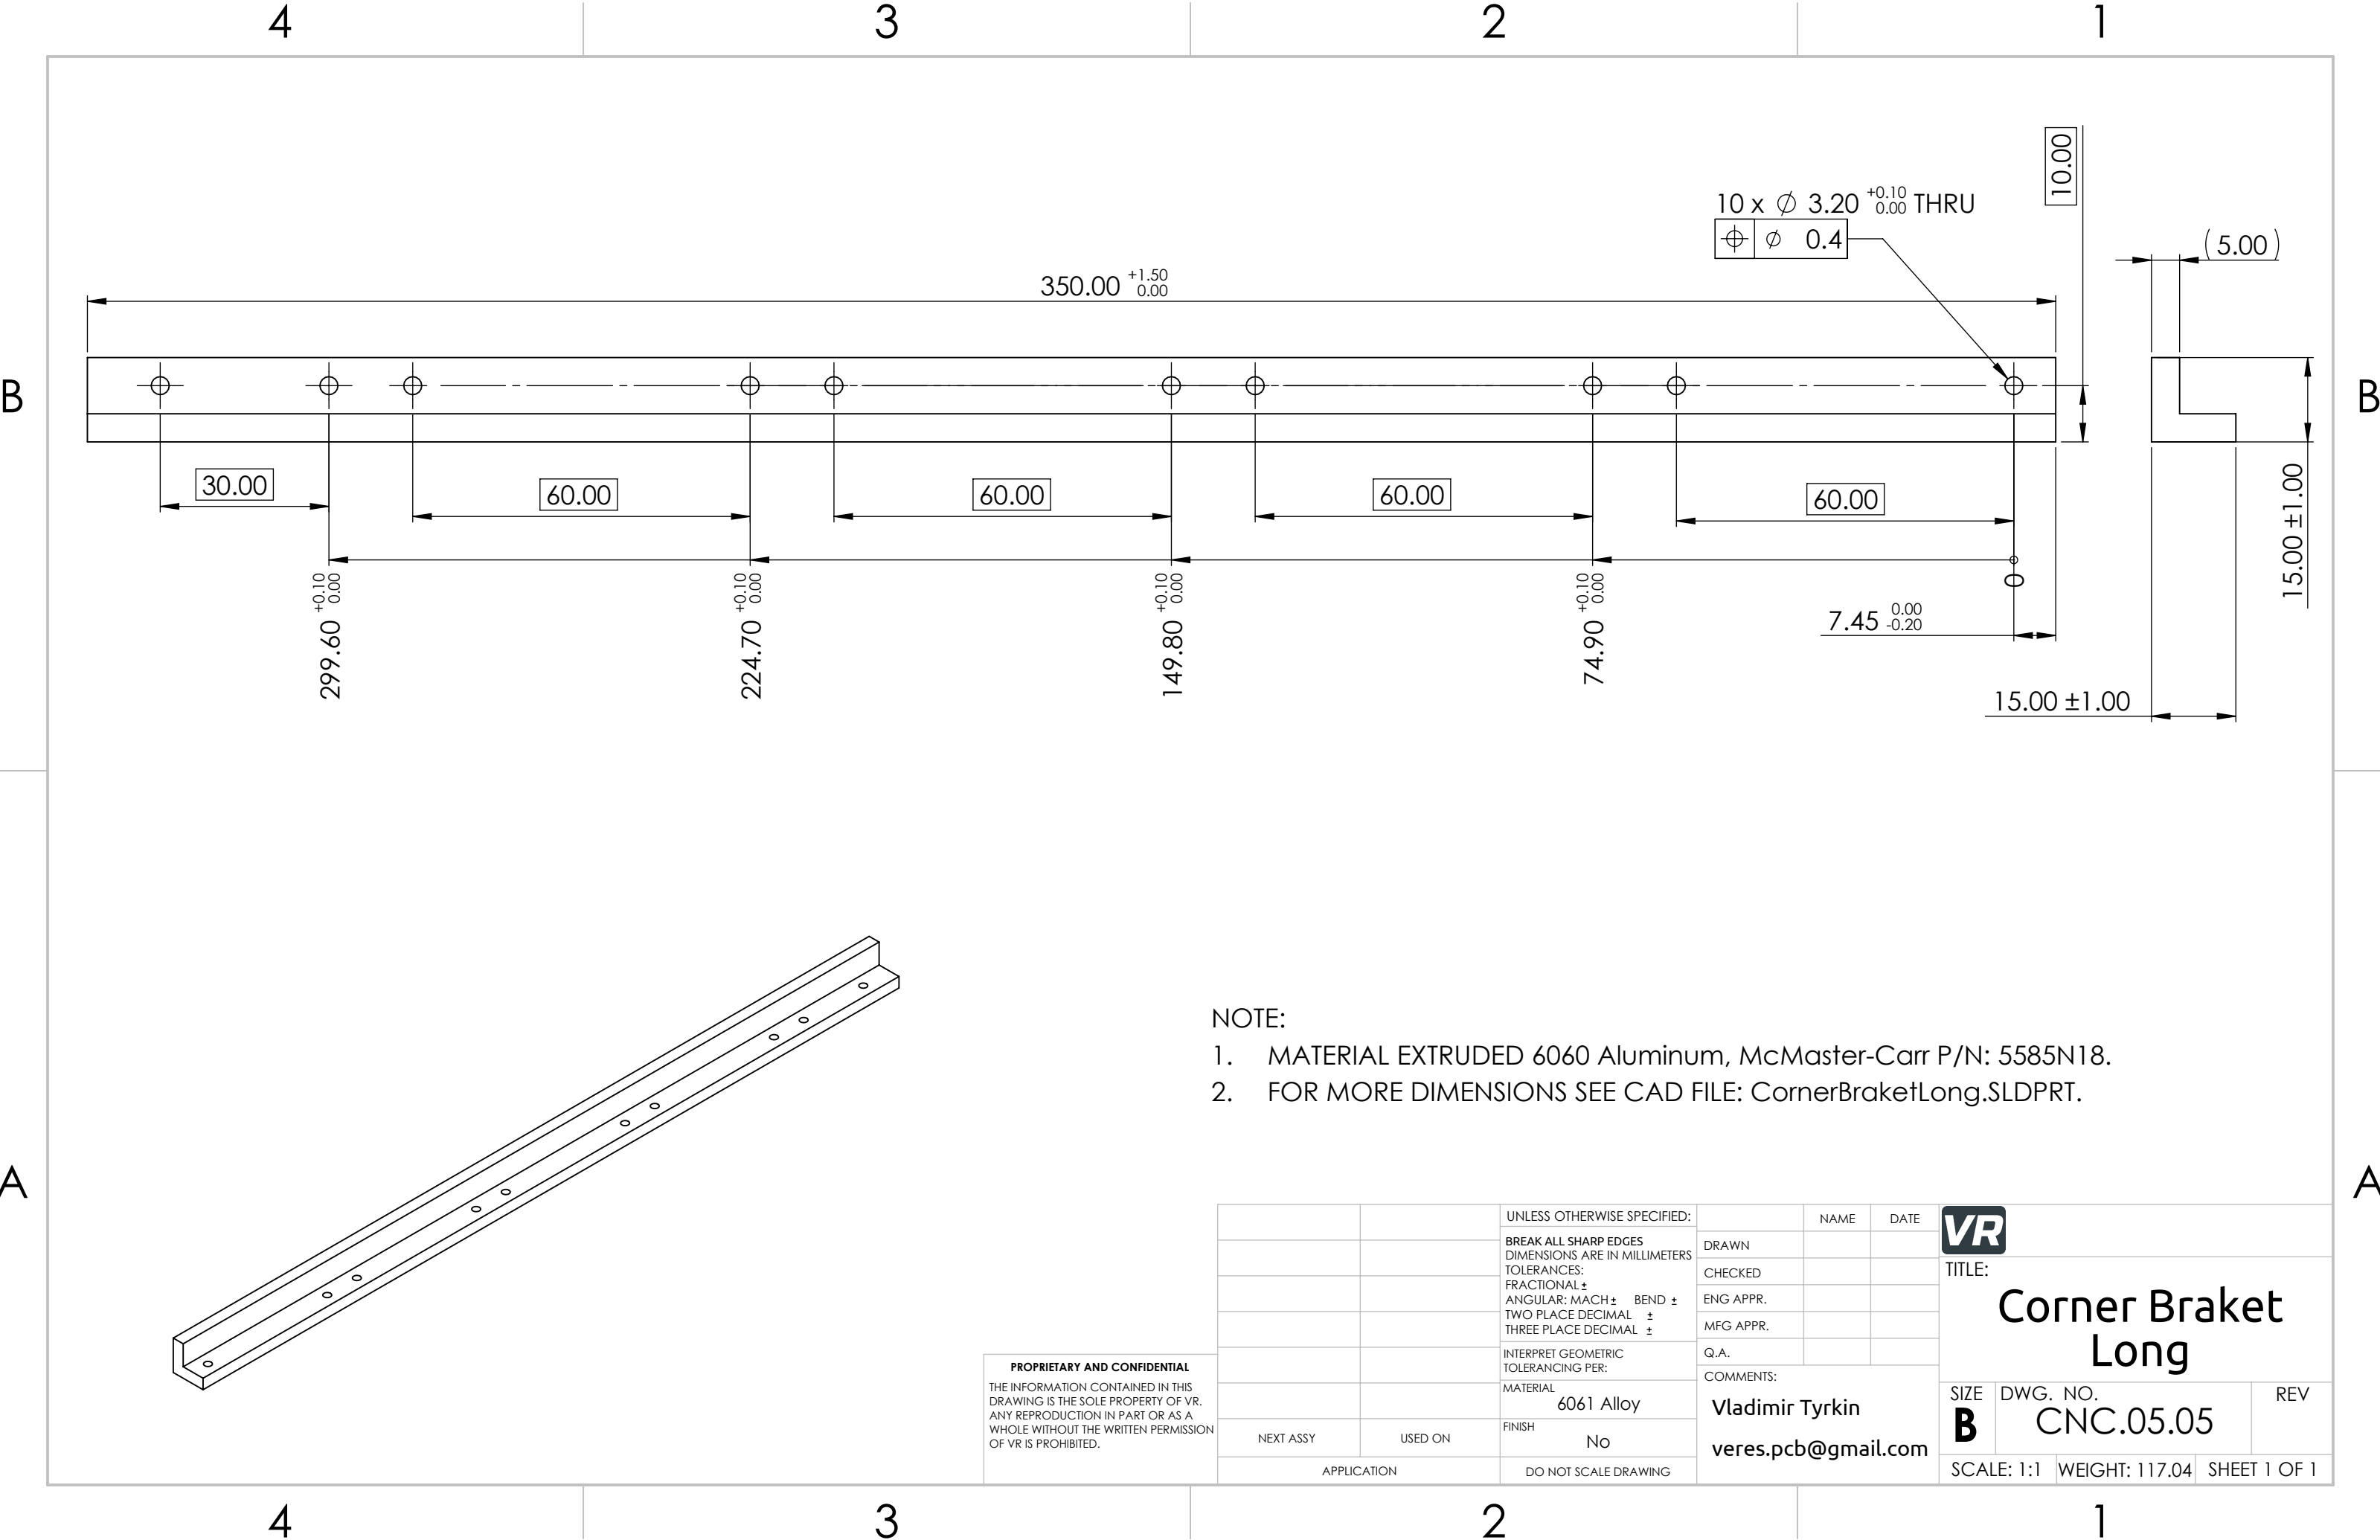 4 3 2 1
B B
A A
10 x ⌀ 3.20 +0.10 0.00 THRU
⌖ ⌀ 0.4
10.00
(5.00)
350.00 +1.50 0.00
30.00
60.00
60.00
60.00
60.00
299.60 +0.10 0.00
224.70 +0.10 0.00
149.80 +0.10 0.00
74.90 +0.10 0.00
0
7.45 0.00 -0.20
15.00 ±1.00
15.00 ±1.00
NOTE:
1. MATERIAL EXTRUDED 6060 Aluminum, McMaster-Carr P/N: 5585N18.
2. FOR MORE DIMENSIONS SEE CAD FILE: CornerBraketLong.SLDPRT.
PROPRIETARY AND CONFIDENTIAL
THE INFORMATION CONTAINED IN THIS
DRAWING IS THE SOLE PROPERTY OF VR.
ANY REPRODUCTION IN PART OR AS A
WHOLE WITHOUT THE WRITTEN PERMISSION
OF VR IS PROHIBITED.
NEXT ASSY USED ON
APPLICATION
UNLESS OTHERWISE SPECIFIED:
BREAK ALL SHARP EDGES
DIMENSIONS ARE IN MILLIMETERS
TOLERANCES:
FRACTIONAL ±
ANGULAR: MACH ± BEND ±
TWO PLACE DECIMAL ±
THREE PLACE DECIMAL ±
INTERPRET GEOMETRIC
TOLERANCING PER:
MATERIAL
6061 Alloy
FINISH
No
DO NOT SCALE DRAWING
NAME DATE
DRAWN
CHECKED
ENG APPR.
MFG APPR.
Q.A.
COMMENTS:
Vladimir Tyrkin
veres.pcb@gmail.com
VR
TITLE:
Corner Braket
Long
SIZE DWG. NO. REV
B CNC.05.05
SCALE: 1:1 WEIGHT: 117.04 SHEET 1 OF 1
4 3 2 1